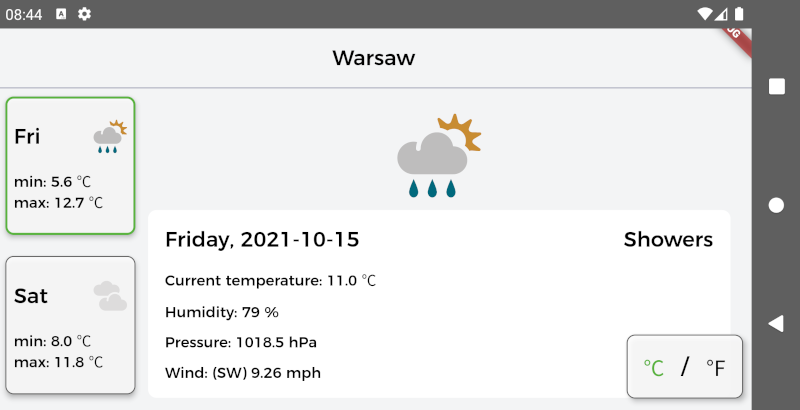 08:44
Warsaw
Fri
min: 5.6 °C
max: 12.7 °C
Sat
min: 8.0 °C
max: 11.8 °C
Friday, 2021-10-15 Showers
Current temperature: 11.0 °C
Humidity: 79 %
Pressure: 1018.5 hPa
Wind: (SW) 9.26 mph
°C / °F